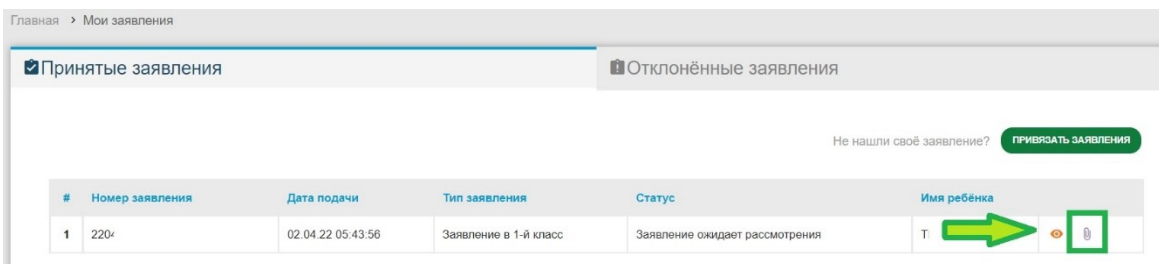 Главная > Мои заявления
Принятые заявления
Отклонённые заявления
Не нашли своё заявление? ПРИВЯЗАТЬ ЗАЯВЛЕНИЯ
# Номер заявления Дата подачи Тип заявления Статус Имя ребёнка
1 2204 02.04.22 05:43:56 Заявление в 1-й класс Заявление ожидает рассмотрения Т